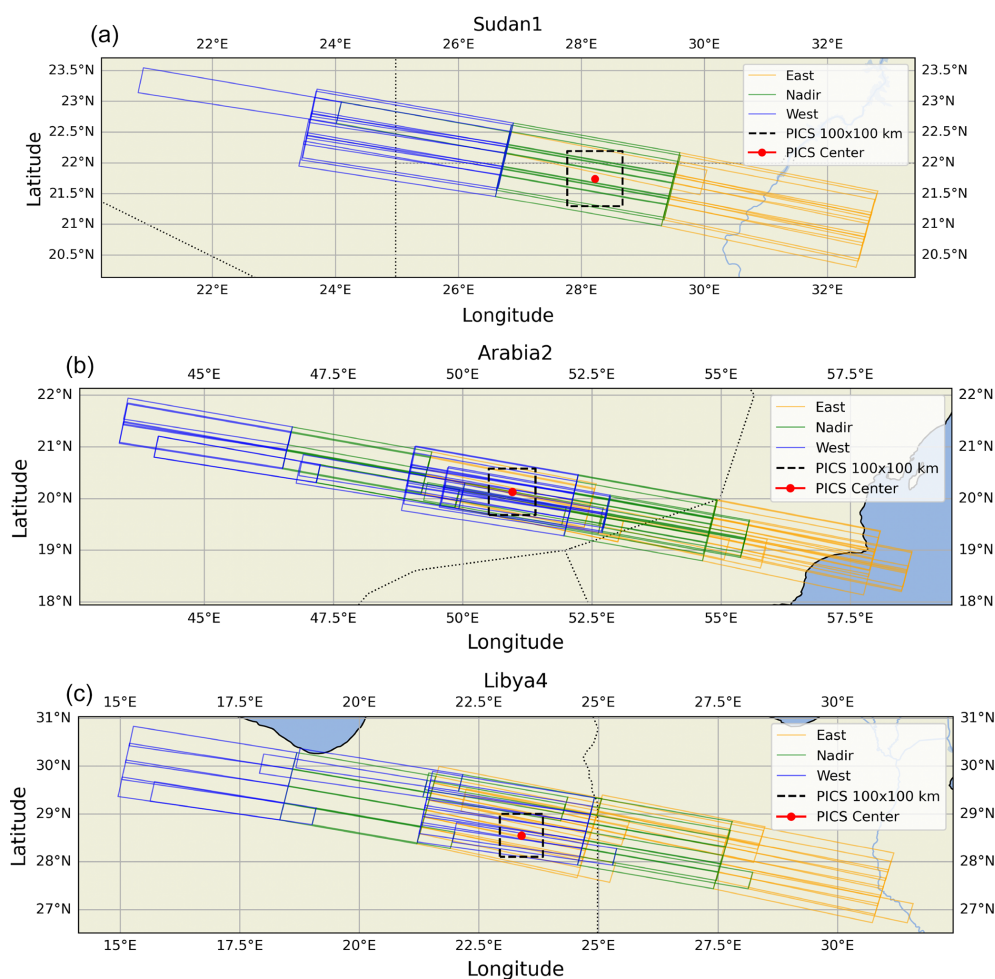 (a)
Sudan1
22°E 24°E 26°E 28°E 30°E 32°E
23.5°N 23.5°N
23°N 23°N
22.5°N 22.5°N
22°N 22°N
21.5°N 21.5°N
21°N 21°N
20.5°N 20.5°N
Latitude
East
Nadir
West
PICS 100x100 km
PICS Center
22°E 24°E 26°E 28°E 30°E 32°E
Longitude
(b)
Arabia2
45°E 47.5°E 50°E 52.5°E 55°E 57.5°E
22°N 22°N
21°N 21°N
20°N 20°N
19°N 19°N
18°N 18°N
Latitude
East
Nadir
West
PICS 100x100 km
PICS Center
45°E 47.5°E 50°E 52.5°E 55°E 57.5°E
Longitude
(c)
Libya4
15°E 17.5°E 20°E 22.5°E 25°E 27.5°E 30°E
31°N 31°N
30°N 30°N
29°N 29°N
28°N 28°N
27°N 27°N
Latitude
East
Nadir
West
PICS 100x100 km
PICS Center
15°E 17.5°E 20°E 22.5°E 25°E 27.5°E 30°E
Longitude